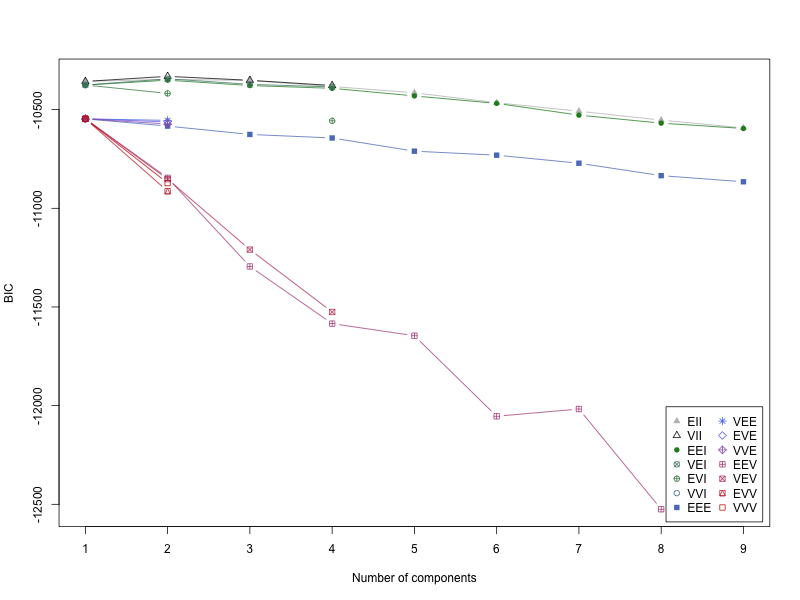 BIC
-10500
-11000
-11500
-12000
-12500
1 2 3 4 5 6 7 8 9
Number of components
EII
VII
EEI
VEI
EVI
VVI
EEE
VEE
EVE
VVE
EEV
VEV
EVV
VVV